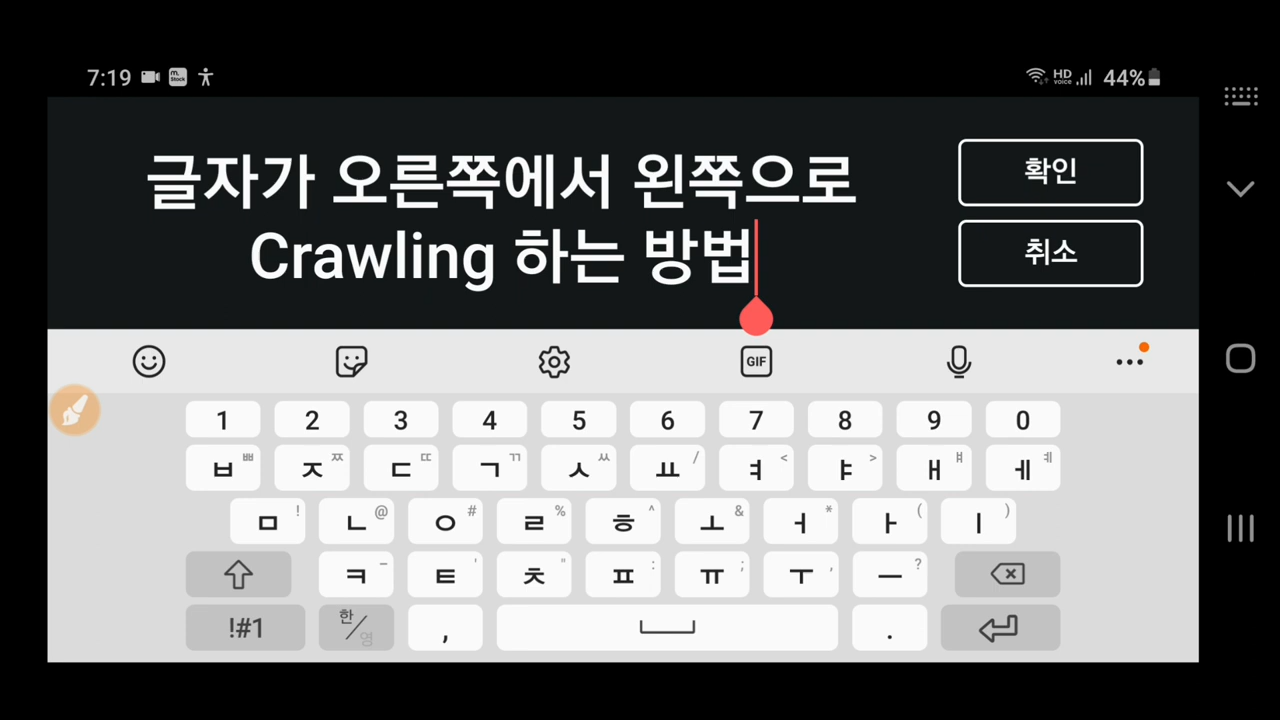 7:19 m.Stock HD voice 44%
글자가 오른쪽에서 왼쪽으로
Crawling 하는 방법
확인
취소
GIF
1 2 3 4 5 6 7 8 9 0
ㅂ ㅃ ㅈ ㅉ ㄷ ㄸ ㄱ ㄲ ㅅ ㅆ ㅛ / ㅕ < ㅑ > ㅐ ㅒ ㅔ ㅖ
ㅁ ! ㄴ @ ㅇ # ㄹ % ㅎ ^ ㅗ & ㅓ * ㅏ ( ㅣ )
ㅋ - ㅌ ' ㅊ " ㅍ : ㅠ ; ㅜ , ㅡ ?
!#1 한/영 , .